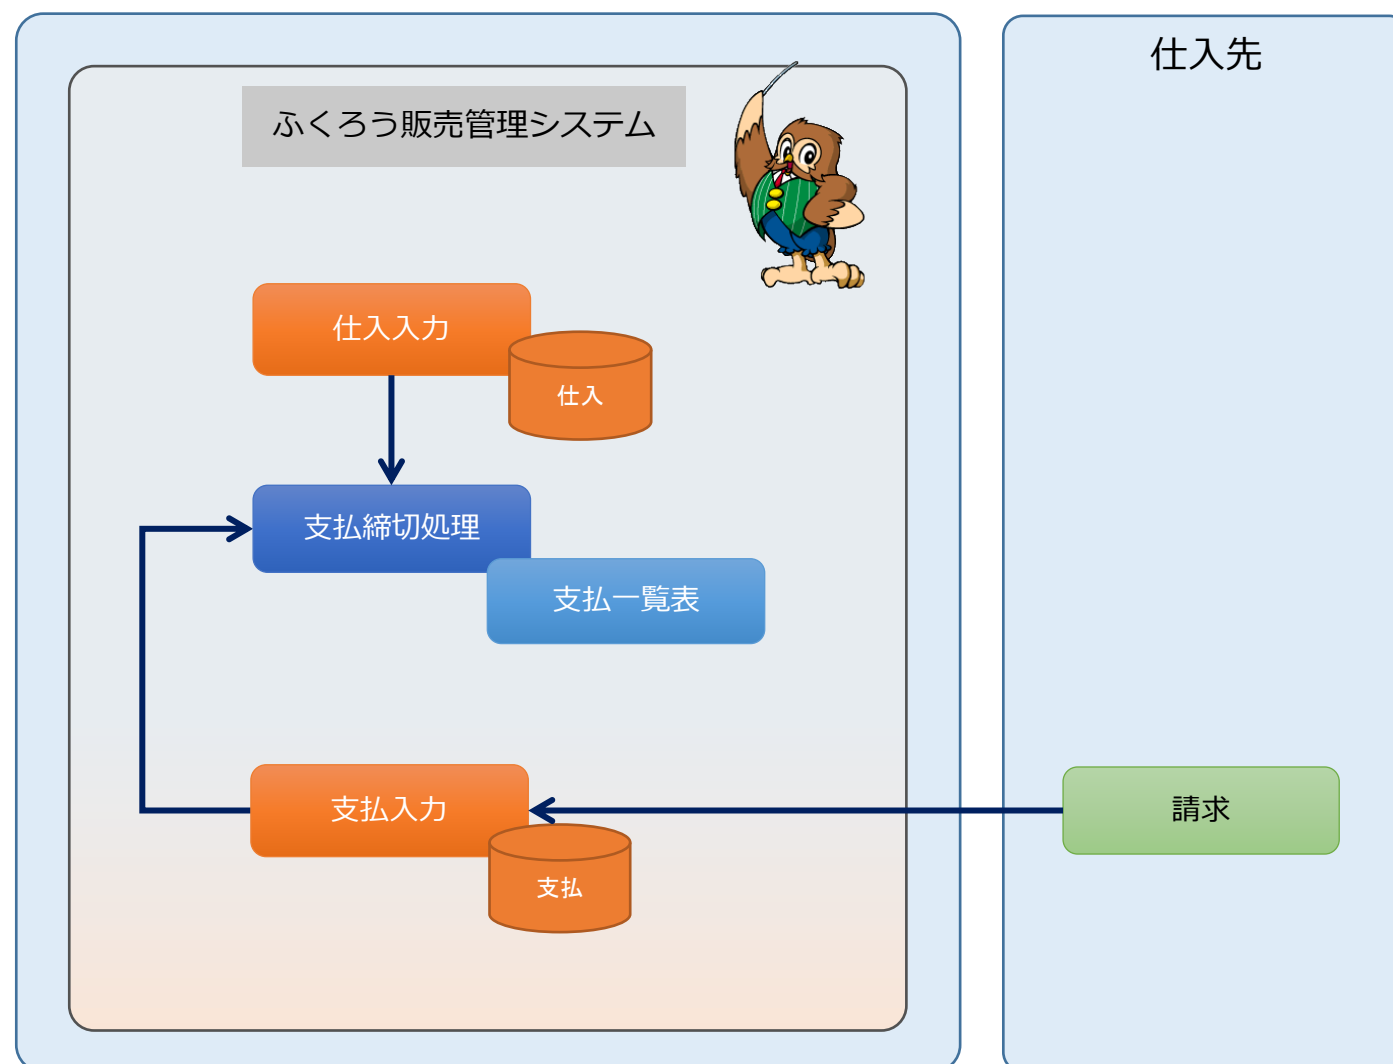 仕入先
ふくろう販売管理システム
仕入入力
仕入
支払締切処理
支払一覧表
支払入力
請求
支払